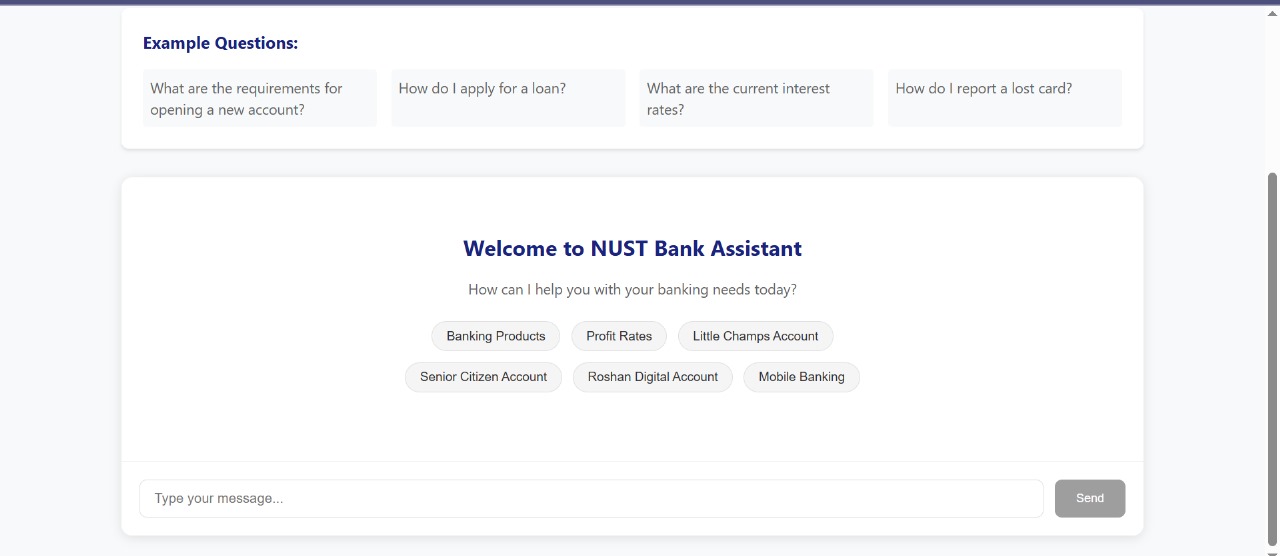 Example Questions:
What are the requirements for
opening a new account?
How do I apply for a loan?
What are the current interest
rates?
How do I report a lost card?
Welcome to NUST Bank Assistant
How can I help you with your banking needs today?
Banking Products
Profit Rates
Little Champs Account
Senior Citizen Account
Roshan Digital Account
Mobile Banking
Type your message...
Send